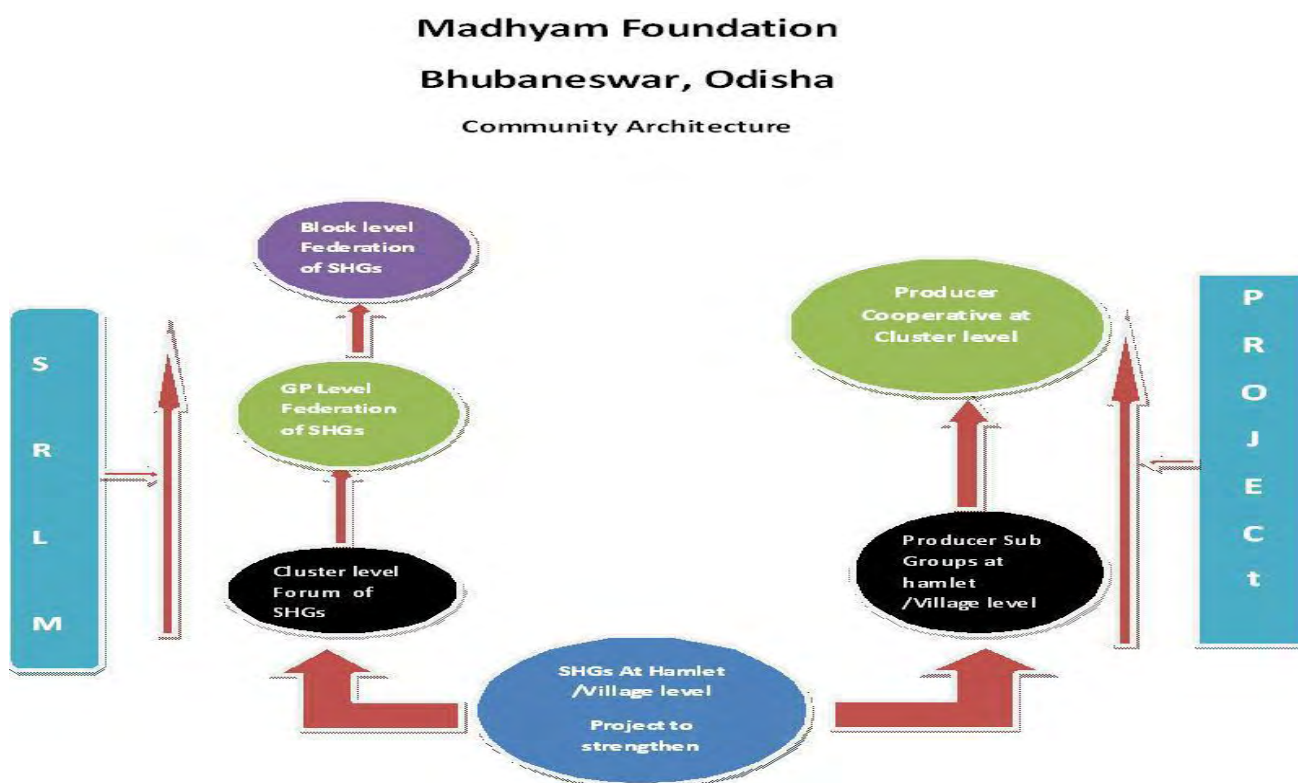 Madhyam Foundation
Bhubaneswar, Odisha
Community Architecture
Block level
Federation
of SHGs
Producer
Cooperative at
Cluster level
S
R
L
M
P
R
O
J
E
C
t
GP Level
Federation
of SHGs
Cluster level
Forum of
SHGs
Producer Sub
Groups at
hamlet
/Village level
SHGs At Hamlet
/Village level
Project to
strengthen